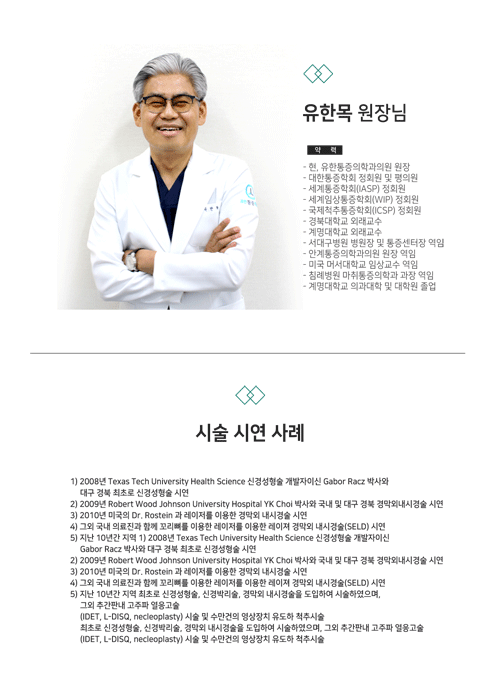 유한목 원장님
약 력
- 현, 유한통증의학과의원 원장
- 대한통증학회 정회원 및 평의원
- 세계통증학회(IASP) 정회원
- 세계임상통증학회(WIP) 정회원
- 국제척추통증학회(ICSP) 정회원
- 경북대학교 외래교수
- 계명대학교 외래교수
- 서대구병원 병원장 및 통증센터장 역임
- 안계통증의학과의원 원장 역임
- 미국 머서대학교 임상교수 역임
- 침례병원 마취통증의학과 과장 역임
- 계명대학교 의과대학 및 대학원 졸업
시술 시연 사례
1) 2008년 Texas Tech University Health Science 신경성형술 개발자이신 Gabor Racz 박사와
대구 경북 최초로 신경성형술 시연
2) 2009년 Robert Wood Johnson University Hospital YK Choi 박사와 국내 및 대구 경북 경막외내시경술 시연
3) 2010년 미국의 Dr. Rostein 과 레이저를 이용한 경막외 내시경술 시연
4) 그외 국내 의료진과 함께 꼬리뼈를 이용한 레이저를 이용한 레이져 경막외 내시경술(SELD) 시연
5) 지난 10년간 지역 1) 2008년 Texas Tech University Health Science 신경성형술 개발자이신
Gabor Racz 박사와 대구 경북 최초로 신경성형술 시연
2) 2009년 Robert Wood Johnson University Hospital YK Choi 박사와 국내 및 대구 경북 경막외내시경술 시연
3) 2010년 미국의 Dr. Rostein 과 레이저를 이용한 경막외 내시경술 시연
4) 그외 국내 의료진과 함께 꼬리뼈를 이용한 레이저를 이용한 레이져 경막외 내시경술(SELD) 시연
5) 지난 10년간 지역 최초로 신경성형술, 신경박리술, 경막외 내시경술을 도입하여 시술하였으며,
그외 추간판내 고주파 열응고술
(IDET, L-DISQ, necleoplasty) 시술 및 수만건의 영상장치 유도하 척추시술
최초로 신경성형술, 신경박리술, 경막외 내시경술을 도입하여 시술하였으며, 그외 추간판내 고주파 열응고술
(IDET, L-DISQ, necleoplasty) 시술 및 수만건의 영상장치 유도하 척추시술